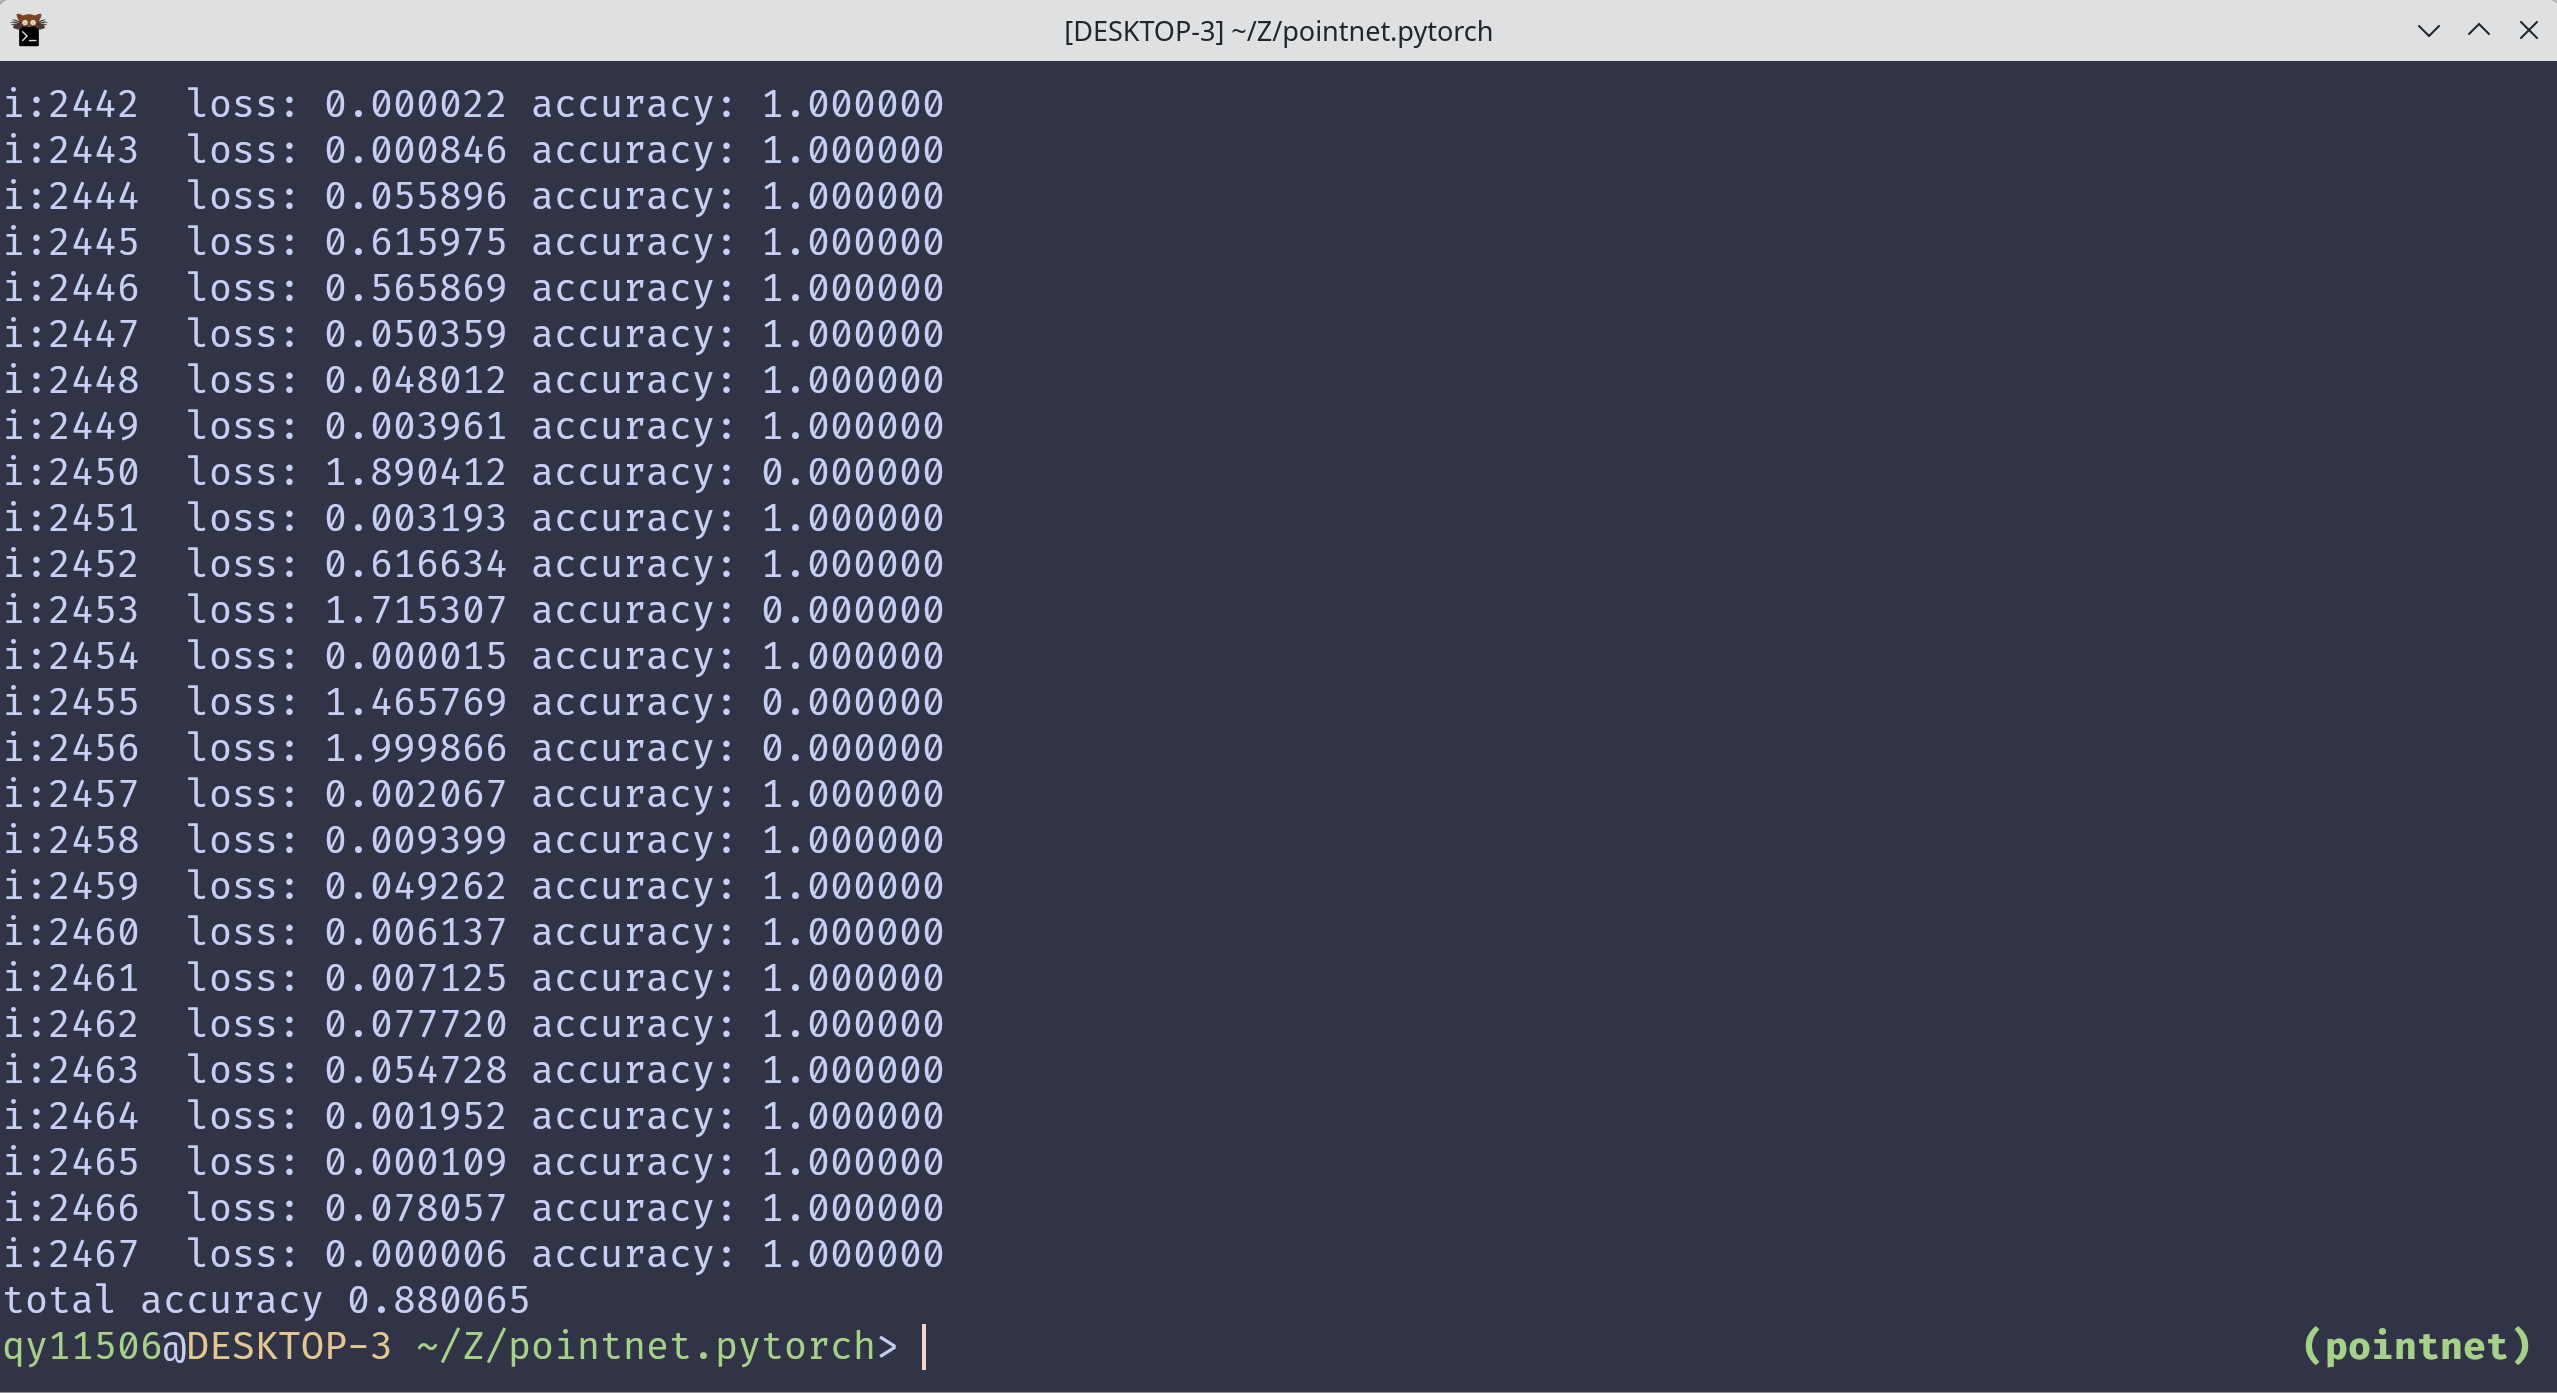 [DESKTOP-3] ~/Z/pointnet.pytorch
i:2442  loss: 0.000022 accuracy: 1.000000
i:2443  loss: 0.000846 accuracy: 1.000000
i:2444  loss: 0.055896 accuracy: 1.000000
i:2445  loss: 0.615975 accuracy: 1.000000
i:2446  loss: 0.565869 accuracy: 1.000000
i:2447  loss: 0.050359 accuracy: 1.000000
i:2448  loss: 0.048012 accuracy: 1.000000
i:2449  loss: 0.003961 accuracy: 1.000000
i:2450  loss: 1.890412 accuracy: 0.000000
i:2451  loss: 0.003193 accuracy: 1.000000
i:2452  loss: 0.616634 accuracy: 1.000000
i:2453  loss: 1.715307 accuracy: 0.000000
i:2454  loss: 0.000015 accuracy: 1.000000
i:2455  loss: 1.465769 accuracy: 0.000000
i:2456  loss: 1.999866 accuracy: 0.000000
i:2457  loss: 0.002067 accuracy: 1.000000
i:2458  loss: 0.009399 accuracy: 1.000000
i:2459  loss: 0.049262 accuracy: 1.000000
i:2460  loss: 0.006137 accuracy: 1.000000
i:2461  loss: 0.007125 accuracy: 1.000000
i:2462  loss: 0.077720 accuracy: 1.000000
i:2463  loss: 0.054728 accuracy: 1.000000
i:2464  loss: 0.001952 accuracy: 1.000000
i:2465  loss: 0.000109 accuracy: 1.000000
i:2466  loss: 0.078057 accuracy: 1.000000
i:2467  loss: 0.000006 accuracy: 1.000000
total accuracy 0.880065
qy11506@DESKTOP-3 ~/Z/pointnet.pytorch> (pointnet)